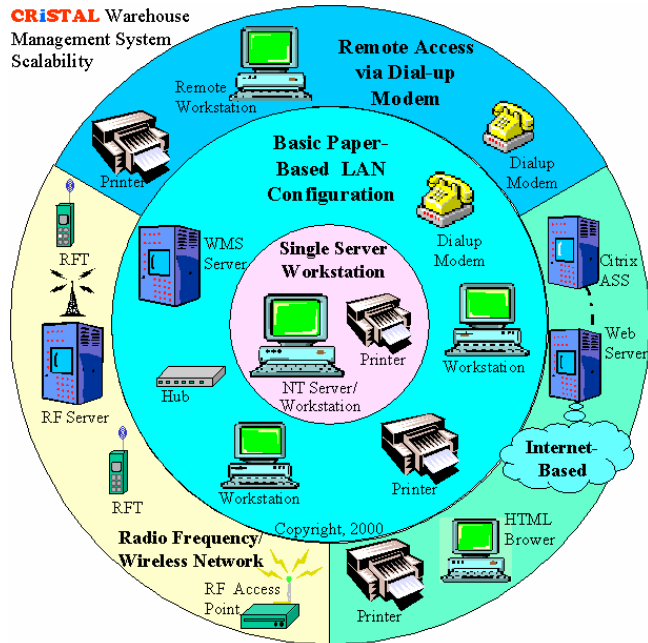 CRiSTAL Warehouse
Management System
Scalability
Remote Access
via Dial-up
Modem
Remote
Workstation
Printer
Dialup
Modem
Basic Paper-
Based LAN
Configuration
WMS
Server
Dialup
Modem
RFT
Citrix
ASS
Single Server
Workstation
Printer
NT Server/
Workstation
Workstation
Web
Server
RF Server
Hub
RFT
Workstation
Printer
Internet-
Based
Copyright, 2000
Radio Frequency/
Wireless Network
RF Access
Point
HTML
Brower
Printer